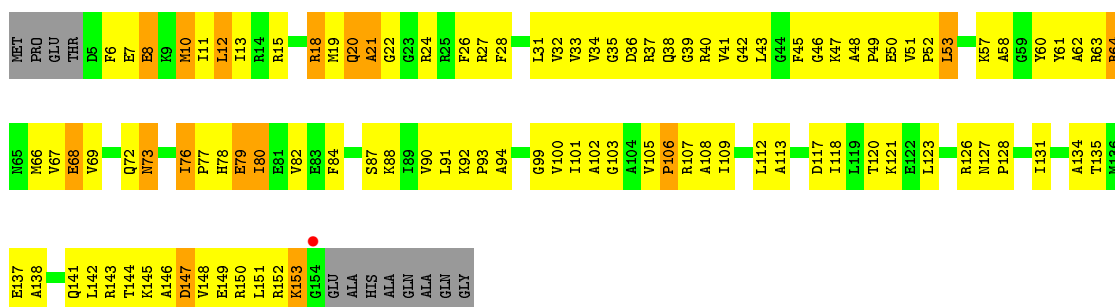 MET PRO GLU THR D5 F6 E7 E8 K9 M10 I11 L12 I13 R14 R15 R18 M19 Q20 A21 G22 G23 R24 R25 F26 R27 F28 L31 V32 V33 V34 G35 D36 R37 Q38 G39 R40 V41 G42 L43 G44 F45 G46 K47 A48 P49 E50 V51 P52 L53 K57 A58 G59 Y60 Y61 A62 R63 R64
N65 M66 V67 E68 V69 Q72 N73 I76 P77 H78 E79 I80 E81 V82 E83 F84 S87 K88 I89 V90 L91 K92 P93 A94 G99 V100 I101 A102 G103 A104 V105 P106 R107 A108 I109 L112 A113 D117 I118 L119 T120 K121 E122 L123 R126 N127 P128 I131 A134 T135 M136
E137 A138 Q141 L142 R143 T144 K145 A146 D147 V148 E149 R150 L151 R152 K153 G154 GLU ALA HIS ALA GLN ALA GLN GLY